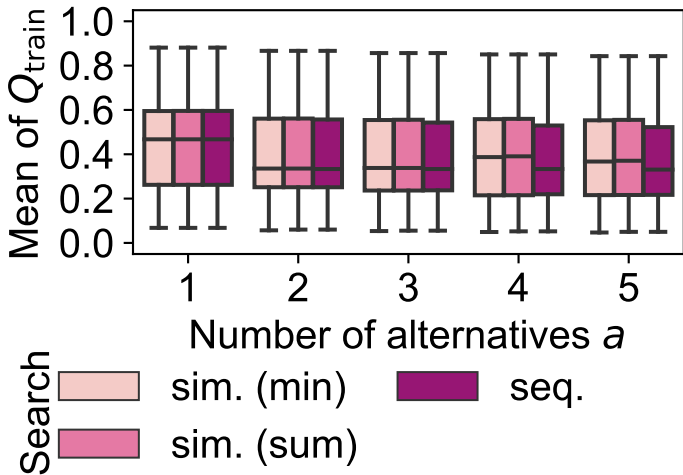 Mean of Q_train
1.0
0.8
0.6
0.4
0.2
0.0
1 2 3 4 5
Number of alternatives a
Search
sim. (min)
seq.
sim. (sum)